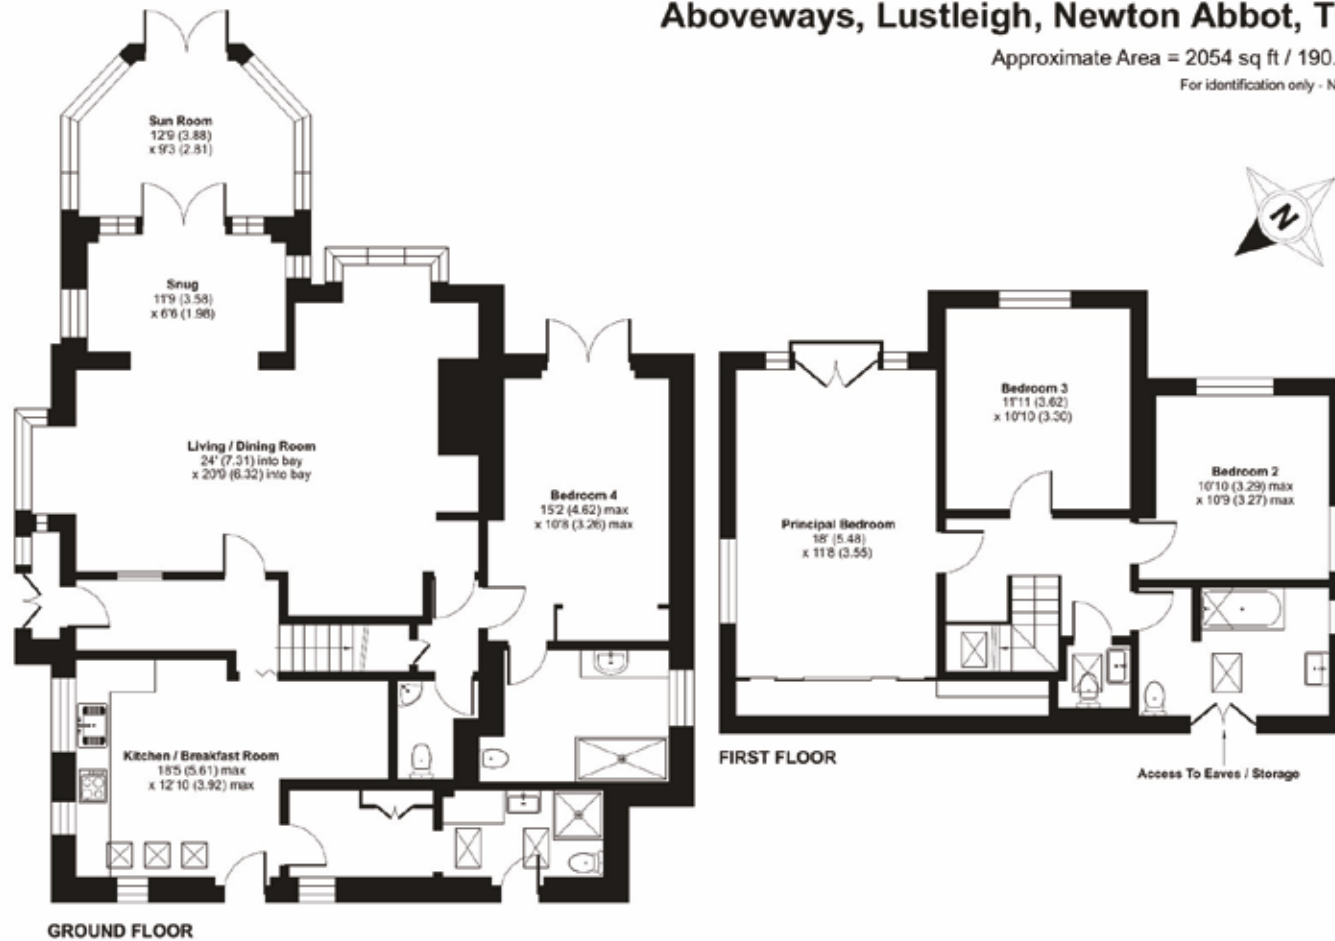 Aboveways, Lustleigh, Newton Abbot, T
Approximate Area = 2054 sq ft / 190.
For identification only - N
Sun Room
12'9 (3.88)
x 9'3 (2.81)
N
Snug
11'9 (3.58)
x 6'6 (1.98)
Living / Dining Room
24' (7.31) into bay
x 20'9 (6.32) into bay
Bedroom 4
15'2 (4.62) max
x 10'8 (3.26) max
Kitchen / Breakfast Room
18'5 (5.61) max
x 12'10 (3.92) max
GROUND FLOOR
Bedroom 3
11'11 (3.62)
x 10'10 (3.30)
Bedroom 2
10'10 (3.29) max
x 10'9 (3.27) max
Principal Bedroom
18' (5.48)
x 11'8 (3.55)
FIRST FLOOR
Access To Eaves / Storage